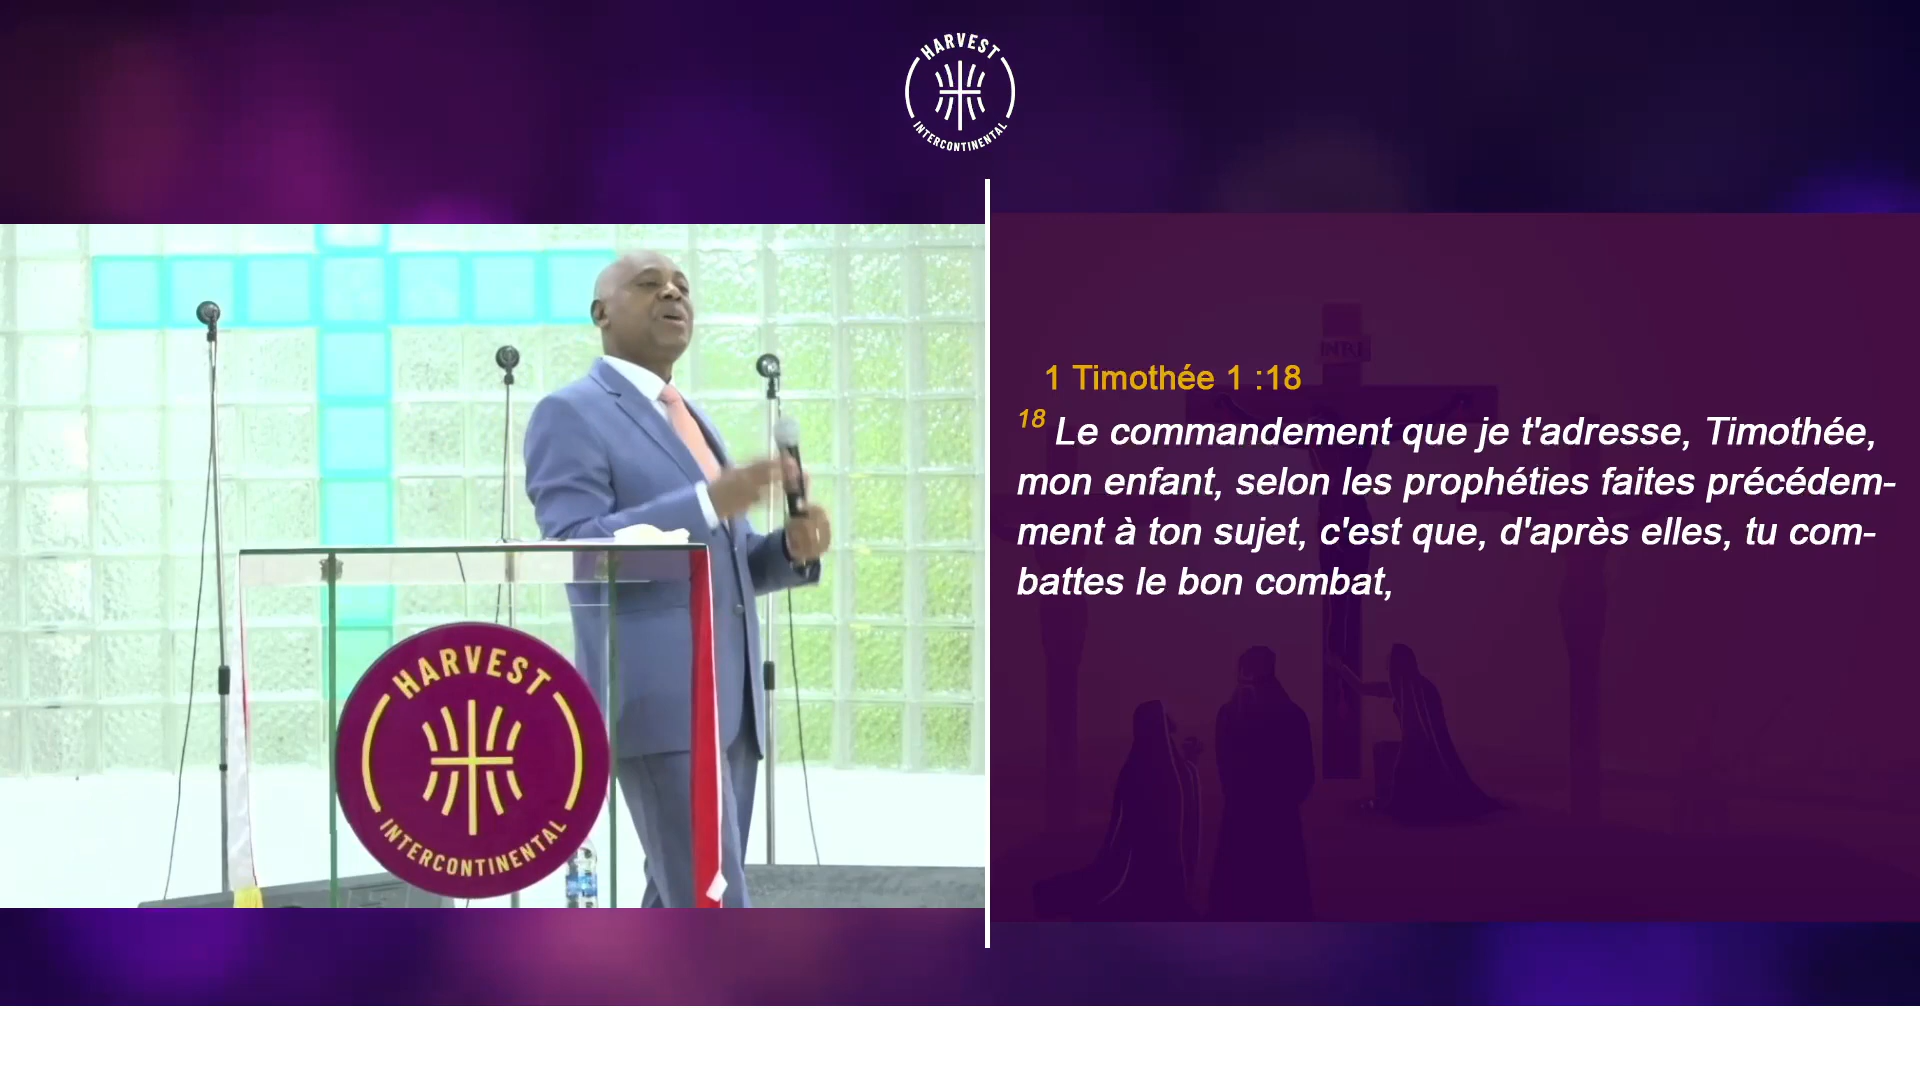 HARVEST
INTERCONTINENTAL
1 Timothée 1 :18
18 Le commandement que je t'adresse, Timothée,
mon enfant, selon les prophéties faites précédem-
ment à ton sujet, c'est que, d'après elles, tu com-
battes le bon combat,
INRI
HARVEST
INTERCONTINENTAL